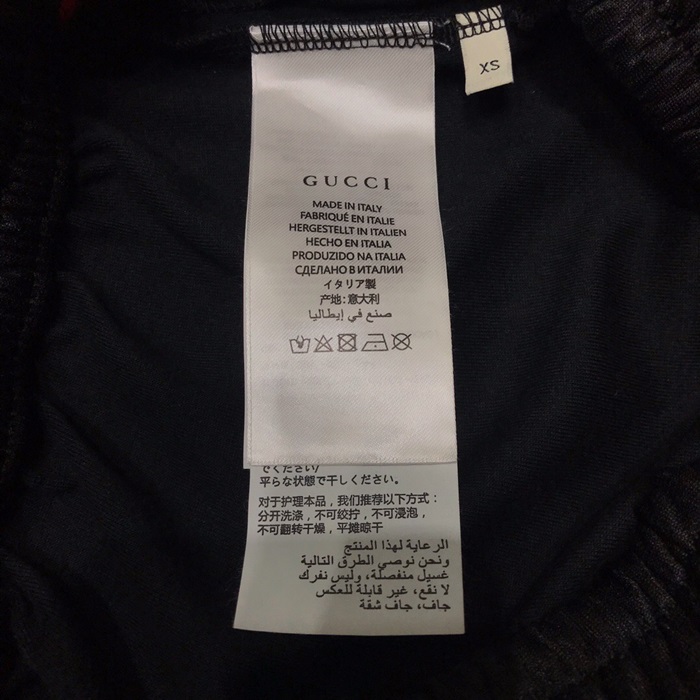 XS
GUCCI
MADE IN ITALY
FABRIQUÉ EN ITALIE
HERGESTELLT IN ITALIEN
HECHO EN ITALIA
PRODUZIDO NA ITALIA
СДЕЛАНО В ИТАЛИИ
イタリア製
产地:意大利
صنع في إيطاليا
でください/
平らな状態で干しください。
对于护理本品，我们推荐以下方式：
分开洗涤，不可绞拧，不可浸泡，
不可翻转干燥，平摊晾干
الرعاية لهذا المنتج
ونحن نوصي الطرق التالية
غسيل منفصلة، وليس نفرك
لا نقع، غير قابلة للعكس
جاف، جاف شقة